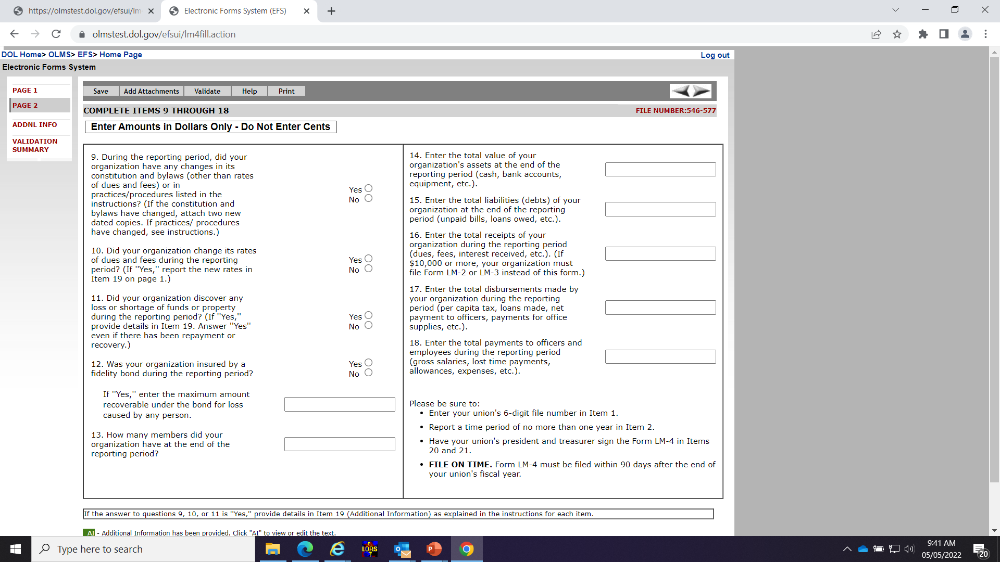 https://olmstest.dol.gov/efsui/lm
Electronic Forms System (EFS)
olmstest.dol.gov/efsui/lm4fill.action
DOL Home> OLMS> EFS> Home Page
Log out
Electronic Forms System
PAGE 1
PAGE 2
ADDNL INFO
VALIDATION
SUMMARY
Save
Add Attachments
Validate
Help
Print
COMPLETE ITEMS 9 THROUGH 18
FILE NUMBER:546-577
Enter Amounts in Dollars Only - Do Not Enter Cents
9. During the reporting period, did your
organization have any changes in its
constitution and bylaws (other than rates
of dues and fees) or in
practices/procedures listed in the
instructions? (If the constitution and
bylaws have changed, attach two new
dated copies. If practices/ procedures
have changed, see instructions.)
Yes
No
10. Did your organization change its rates
of dues and fees during the reporting
period? (If "Yes," report the new rates in
Item 19 on page 1.)
Yes
No
11. Did your organization discover any
loss or shortage of funds or property
during the reporting period? (If "Yes,"
provide details in Item 19. Answer "Yes"
even if there has been repayment or
recovery.)
Yes
No
12. Was your organization insured by a
fidelity bond during the reporting period?
Yes
No
If "Yes," enter the maximum amount
recoverable under the bond for loss
caused by any person.
13. How many members did your
organization have at the end of the
reporting period?
14. Enter the total value of your
organization's assets at the end of the
reporting period (cash, bank accounts,
equipment, etc.).
15. Enter the total liabilities (debts) of your
organization at the end of the reporting
period (unpaid bills, loans owed, etc.).
16. Enter the total receipts of your
organization during the reporting period
(dues, fees, interest received, etc.). (If
$10,000 or more, your organization must
file Form LM-2 or LM-3 instead of this form.)
17. Enter the total disbursements made by
your organization during the reporting
period (per capita tax, loans made, net
payment to officers, payments for office
supplies, etc.).
18. Enter the total payments to officers and
employees during the reporting period
(gross salaries, lost time payments,
allowances, expenses, etc.).
Please be sure to:
• Enter your union's 6-digit file number in Item 1.
• Report a time period of no more than one year in Item 2.
• Have your union's president and treasurer sign the Form LM-4 in Items
20 and 21.
• FILE ON TIME. Form LM-4 must be filed within 90 days after the end of
your union's fiscal year.
If the answer to questions 9, 10, or 11 is "Yes," provide details in Item 19 (Additional Information) as explained in the instructions for each item.
AI - Additional Information has been provided. Click "AI" to view or edit the text.
Type here to search
LORS
7
9:41 AM
05/05/2022
20